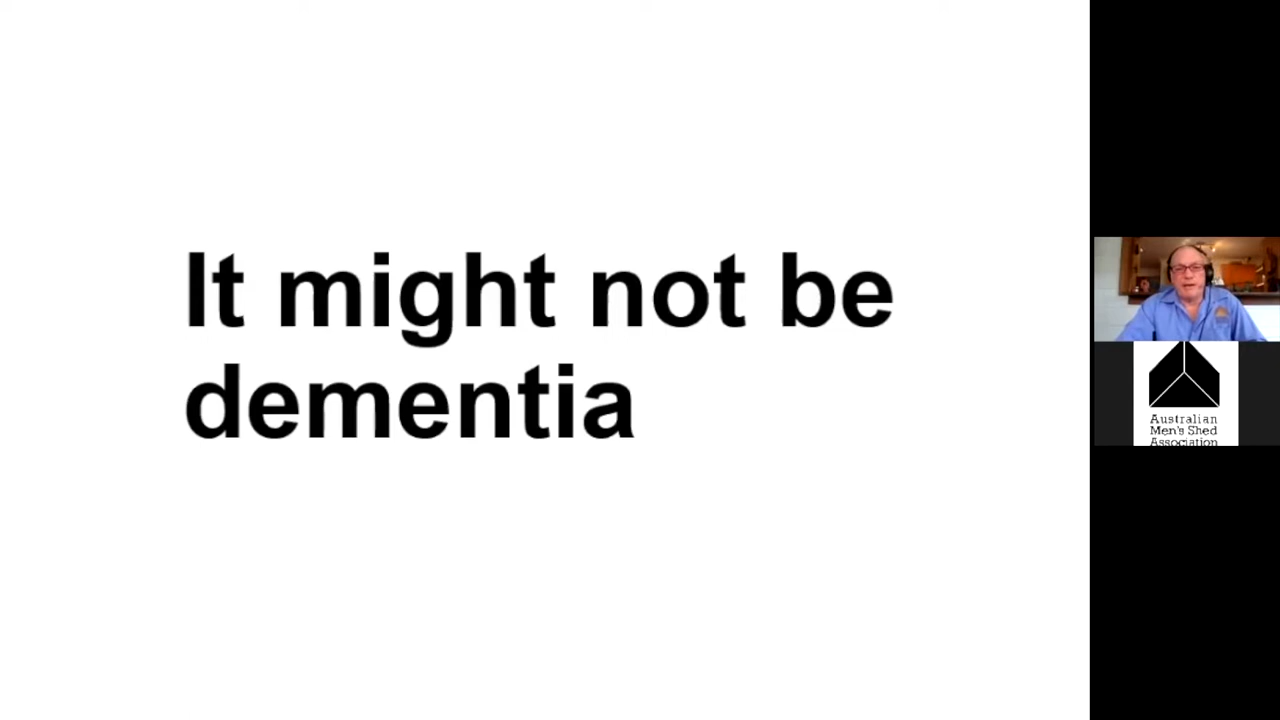 It might not be
dementia
Australian
Men's Shed
Association